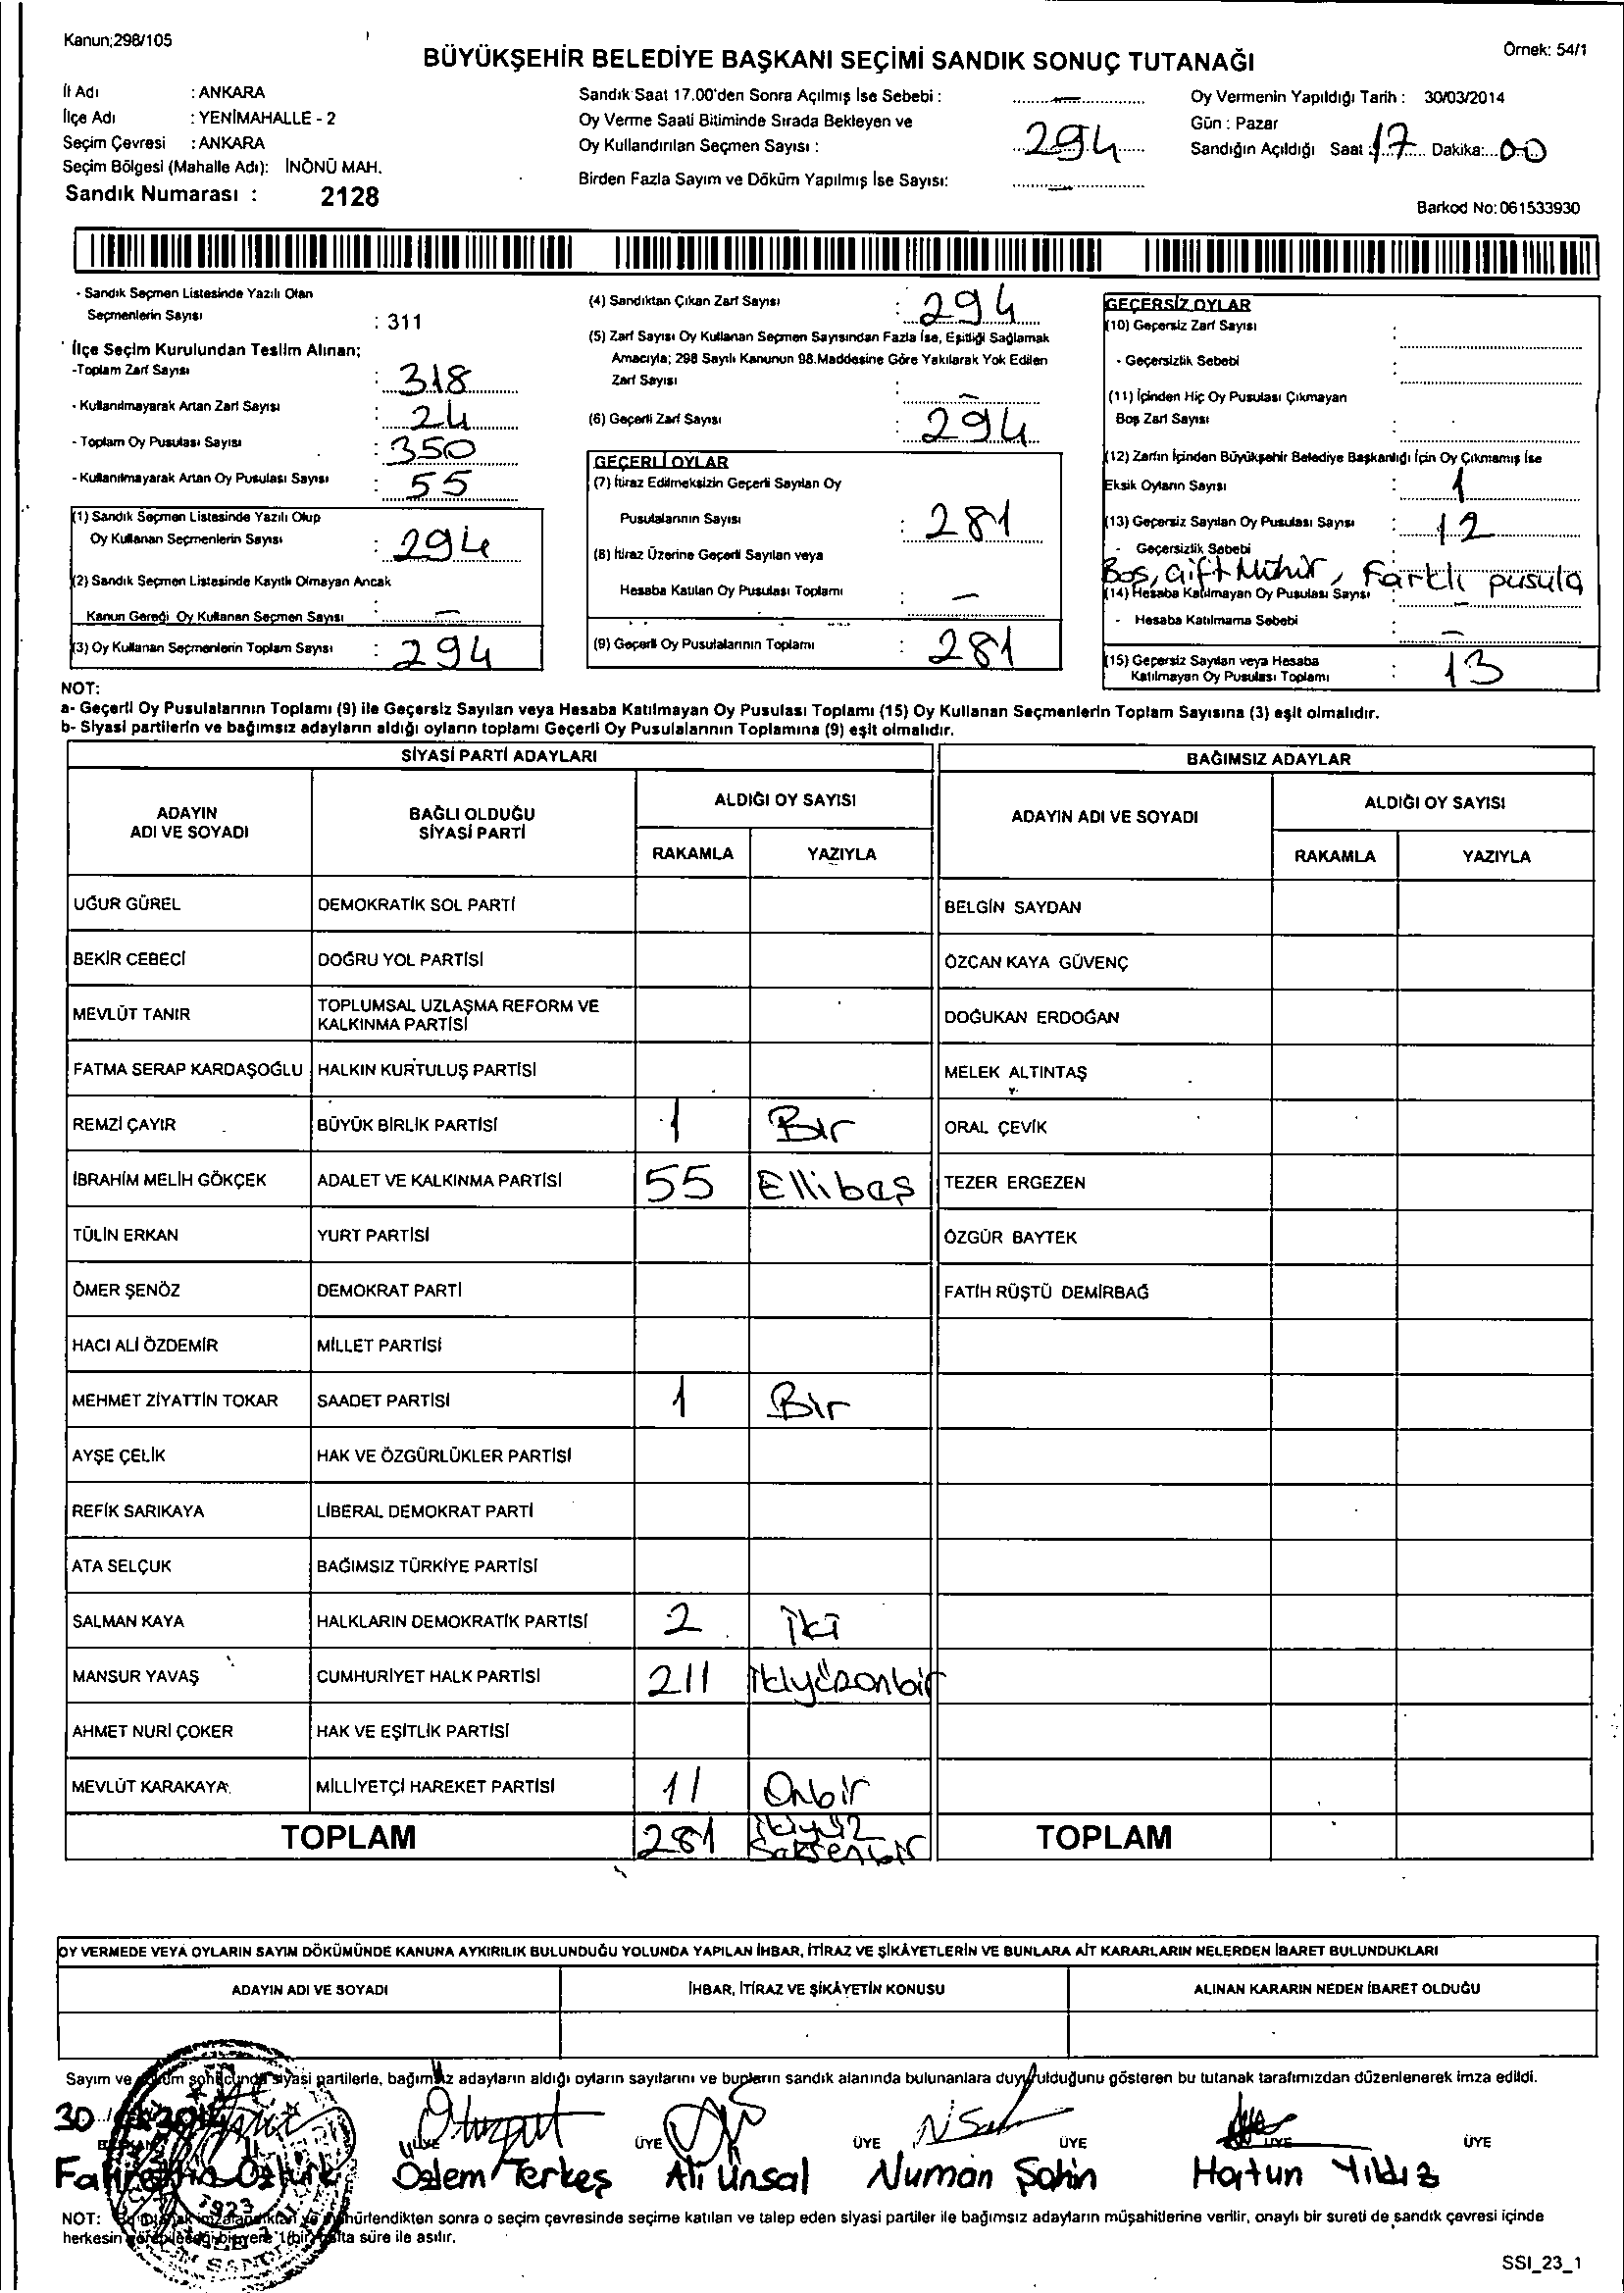 Kanun;298/105
BÜYÜKŞEHİR BELEDİYE BAŞKANI SEÇİMİ SANDIK SONUÇ TUTANAĞI
Örnek: 54/1
İl Adı : ANKARA
İlçe Adı : YENİMAHALLE - 2
Seçim Çevresi : ANKARA
Seçim Bölgesi (Mahalle Adı): İNÖNÜ MAH.
Sandık Numarası : 2128
Sandık Saat 17.00'den Sonra Açılmış İse Sebebi : —
Oy Verme Saati Bitiminde Sırada Bekleyen ve
Oy Kullandırılan Seçmen Sayısı : 294
Birden Fazla Sayım ve Döküm Yapılmış İse Sayısı: —
Oy Vermenin Yapıldığı Tarih : 30/03/2014
Gün : Pazar
Sandığın Açıldığı Saat : 17 Dakika: 00
Barkod No: 061533930
- Sandık Seçmen Listesinde Yazılı Olan
Seçmenlerin Sayısı : 311
İlçe Seçim Kurulundan Teslim Alınan;
-Toplam Zarf Sayısı : 318
- Kullanılmayarak Artan Zarf Sayısı : 24
- Toplam Oy Pusulası Sayısı : 350
- Kullanılmayarak Artan Oy Pusulası Sayısı : 55
(1) Sandık Seçmen Listesinde Yazılı Olup
Oy Kullanan Seçmenlerin Sayısı : 294
(2) Sandık Seçmen Listesinde Kayıtlı Olmayan Ancak
Kanun Gereği Oy Kullanan Seçmen Sayısı : —
(3) Oy Kullanan Seçmenlerin Toplam Sayısı : 294
(4) Sandıktan Çıkan Zarf Sayısı : 294
(5) Zarf Sayısı Oy Kullanan Seçmen Sayısından Fazla İse, Eşitliği Sağlamak
Amacıyla; 298 Sayılı Kanunun 98.Maddesine Göre Yakılarak Yok Edilen
Zarf Sayısı : —
(6) Geçerli Zarf Sayısı : 294
GEÇERLİ OYLAR
(7) İtiraz Edilmeksizin Geçerli Sayılan Oy
Pusulalarının Sayısı : 281
(8) İtiraz Üzerine Geçerli Sayılan veya
Hesaba Katılan Oy Pusulası Toplamı : —
(9) Geçerli Oy Pusulalarının Toplamı : 281
GEÇERSİZ OYLAR
(10) Geçersiz Zarf Sayısı :
- Geçersizlik Sebebi :
(11) İçinden Hiç Oy Pusulası Çıkmayan
Boş Zarf Sayısı :
(12) Zarfın İçinden Büyükşehir Belediye Başkanlığı İçin Oy Çıkmamış İse
Eksik Oyların Sayısı : 1
(13) Geçersiz Sayılan Oy Pusulası Sayısı : 12
- Geçersizlik Sebebi
Boş, Çift Mühür, Farklı pusula
(14) Hesaba Katılmayan Oy Pusulası Sayısı : —
- Hesaba Katılmama Sebebi : —
(15) Geçersiz Sayılan veya Hesaba
Katılmayan Oy Pusulası Toplamı : 13
NOT:
a- Geçerli Oy Pusulalarının Toplamı (9) ile Geçersiz Sayılan veya Hesaba Katılmayan Oy Pusulası Toplamı (15) Oy Kullanan Seçmenlerin Toplam Sayısına (3) eşit olmalıdır.
b- Siyasi partilerin ve bağımsız adayların aldığı oyların toplamı Geçerli Oy Pusulalarının Toplamına (9) eşit olmalıdır.
SİYASİ PARTİ ADAYLARI BAĞIMSIZ ADAYLAR
ADAYIN ADI VE SOYADI BAĞLI OLDUĞU SİYASİ PARTİ ALDIĞI OY SAYISI ADAYIN ADI VE SOYADI ALDIĞI OY SAYISI
RAKAMLA YAZIYLA RAKAMLA YAZIYLA
UĞUR GÜREL DEMOKRATİK SOL PARTİ BELGİN SAYDAN
BEKİR CEBECİ DOĞRU YOL PARTİSİ ÖZCAN KAYA GÜVENÇ
MEVLÜT TANIR TOPLUMSAL UZLAŞMA REFORM VE KALKINMA PARTİSİ DOĞUKAN ERDOĞAN
FATMA SERAP KARDAŞOĞLU HALKIN KURTULUŞ PARTİSİ MELEK ALTINTAŞ
REMZİ ÇAYIR BÜYÜK BİRLİK PARTİSİ 1 Bir ORAL ÇEVİK
İBRAHİM MELİH GÖKÇEK ADALET VE KALKINMA PARTİSİ 55 Ellibeş TEZER ERGEZEN
TÜLİN ERKAN YURT PARTİSİ ÖZGÜR BAYTEK
ÖMER ŞENÖZ DEMOKRAT PARTİ FATİH RÜŞTÜ DEMİRBAĞ
HACI ALİ ÖZDEMİR MİLLET PARTİSİ
MEHMET ZİYATTİN TOKAR SAADET PARTİSİ 1 Bir
AYŞE ÇELİK HAK VE ÖZGÜRLÜKLER PARTİSİ
REFİK SARIKAYA LİBERAL DEMOKRAT PARTİ
ATA SELÇUK BAĞIMSIZ TÜRKİYE PARTİSİ
SALMAN KAYA HALKLARIN DEMOKRATİK PARTİSİ 2 İki
MANSUR YAVAŞ CUMHURİYET HALK PARTİSİ 211 İkiyüzonbir
AHMET NURİ ÇOKER HAK VE EŞİTLİK PARTİSİ
MEVLÜT KARAKAYA MİLLİYETÇİ HAREKET PARTİSİ 11 Onbir
TOPLAM 281 İkiyüz Seksenbir TOPLAM
OY VERMEDE VEYA OYLARIN SAYIM DÖKÜMÜNDE KANUNA AYKIRILIK BULUNDUĞU YOLUNDA YAPILAN İHBAR, İTİRAZ VE ŞİKÂYETLERİN VE BUNLARA AİT KARARLARIN NELERDEN İBARET BULUNDUKLARI
ADAYIN ADI VE SOYADI İHBAR, İTİRAZ VE ŞİKÂYETİN KONUSU ALINAN KARARIN NEDEN İBARET OLDUĞU
Sayım ve döküm sonucunda siyasi partilerle, bağımsız adayların aldığı oyların sayılarını ve bunların sandık alanında bulunanlara duyurulduğunu gösteren bu tutanak tarafımızdan düzenlenerek imza edildi.
30
ÜYE ÜYE ÜYE ÜYE ÜYE ÜYE
Fahrettin Öztürk Özlem Terkeş Ali Ünsal Numan Şahin Hatun Yıldız
1923
NOT: Bu tutanak imzalandıktan ve mühürlendikten sonra o seçim çevresinde seçime katılan ve talep eden siyasi partiler ile bağımsız adayların müşahitlerine verilir, onaylı bir sureti de sandık çevresi içinde
herkesin görebileceği bir yere 1(bir) hafta süre ile asılır.
SSI_23_1